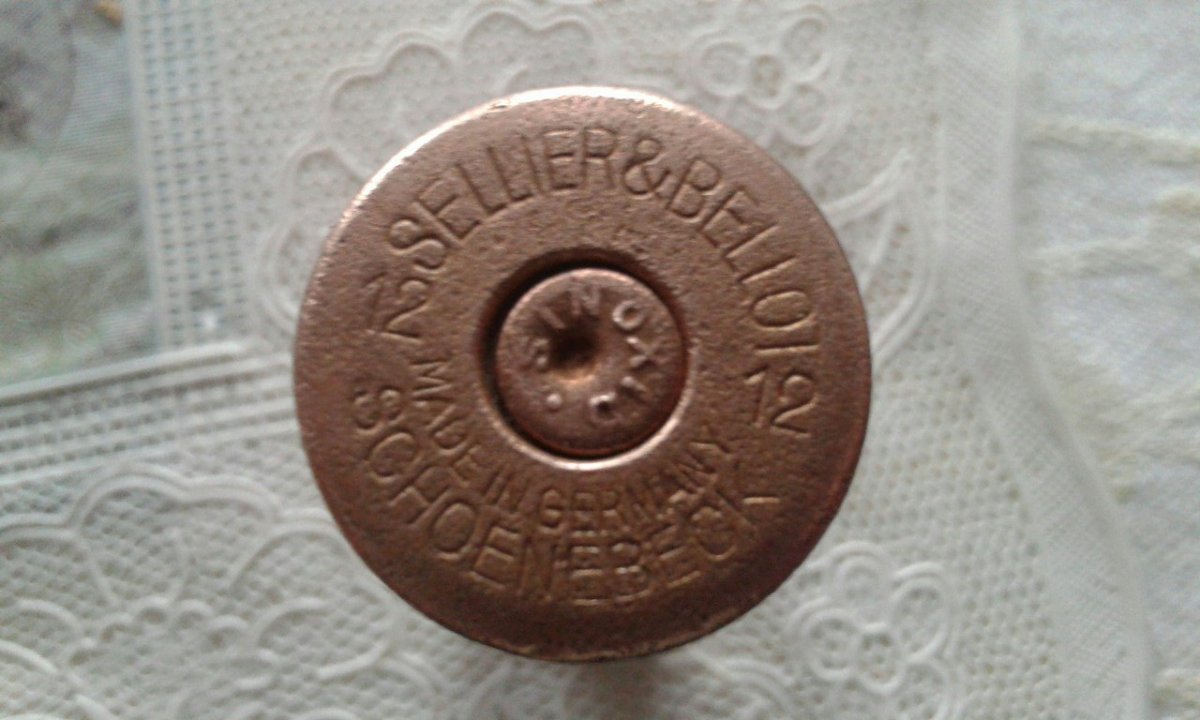 12 SELLIER&BELLOT 12
SCHOENEBECK
MADE IN GERMANY
SINOXID.